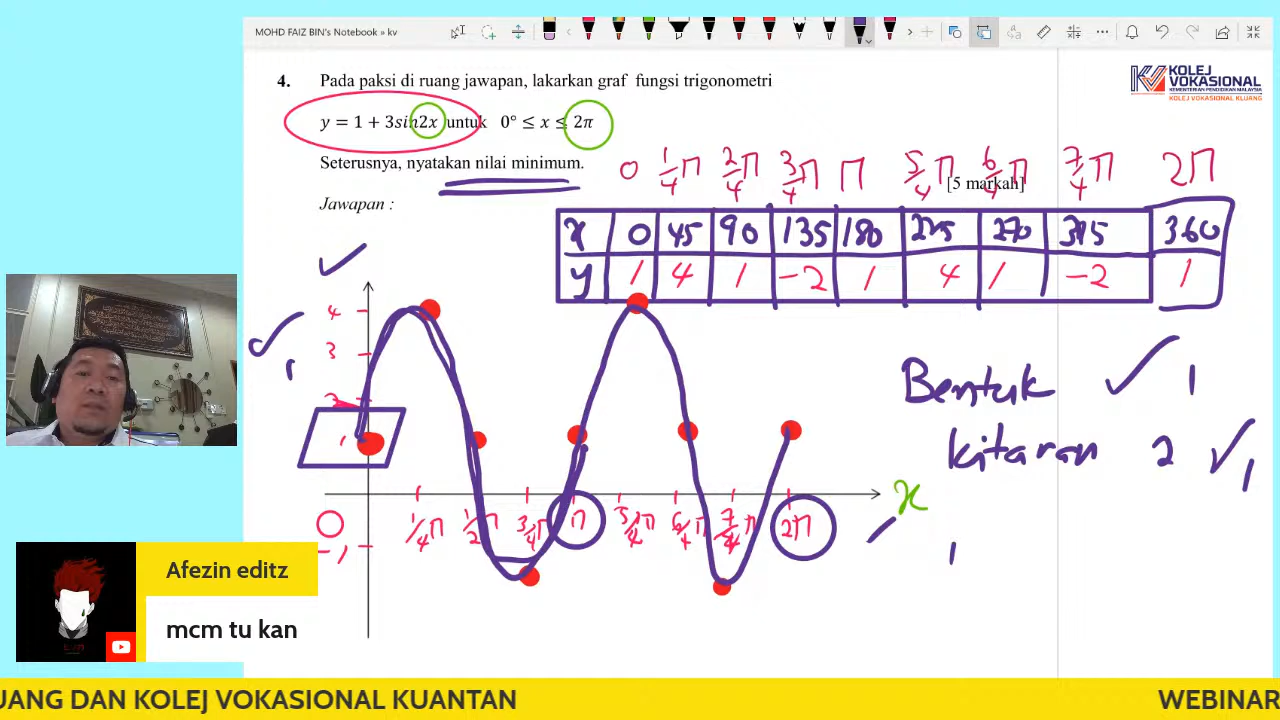 MOHD FAIZ BIN's Notebook » kv
4. Pada paksi di ruang jawapan, lakarkan graf fungsi trigonometri
y = 1 + 3sin2x untuk 0° ≤ x ≤ 2π
Seterusnya, nyatakan nilai minimum.
[5 markah]
Jawapan :
KOLEJ
VOKASIONAL
KEMENTERIAN PENDIDIKAN MALAYSIA
KOLEJ VOKASIONAL KLUANG
0 1/4π 2/4π 3/4π π 5/4π 6/4π 7/4π 2π
x 0 45 90 135 180 225 270 315 360
y 1 4 1 -2 1 4 1 -2 1
4
3
2
1
Bentuk ✓ 1
kitaran 2 ✓ 1
x
0 1/4π 1/2π 3/4π π 5/4π 6/4π 7/4π 2π
-1
1
Afezin editz
mcm tu kan
UANG DAN KOLEJ VOKASIONAL KUANTAN
WEBINAR